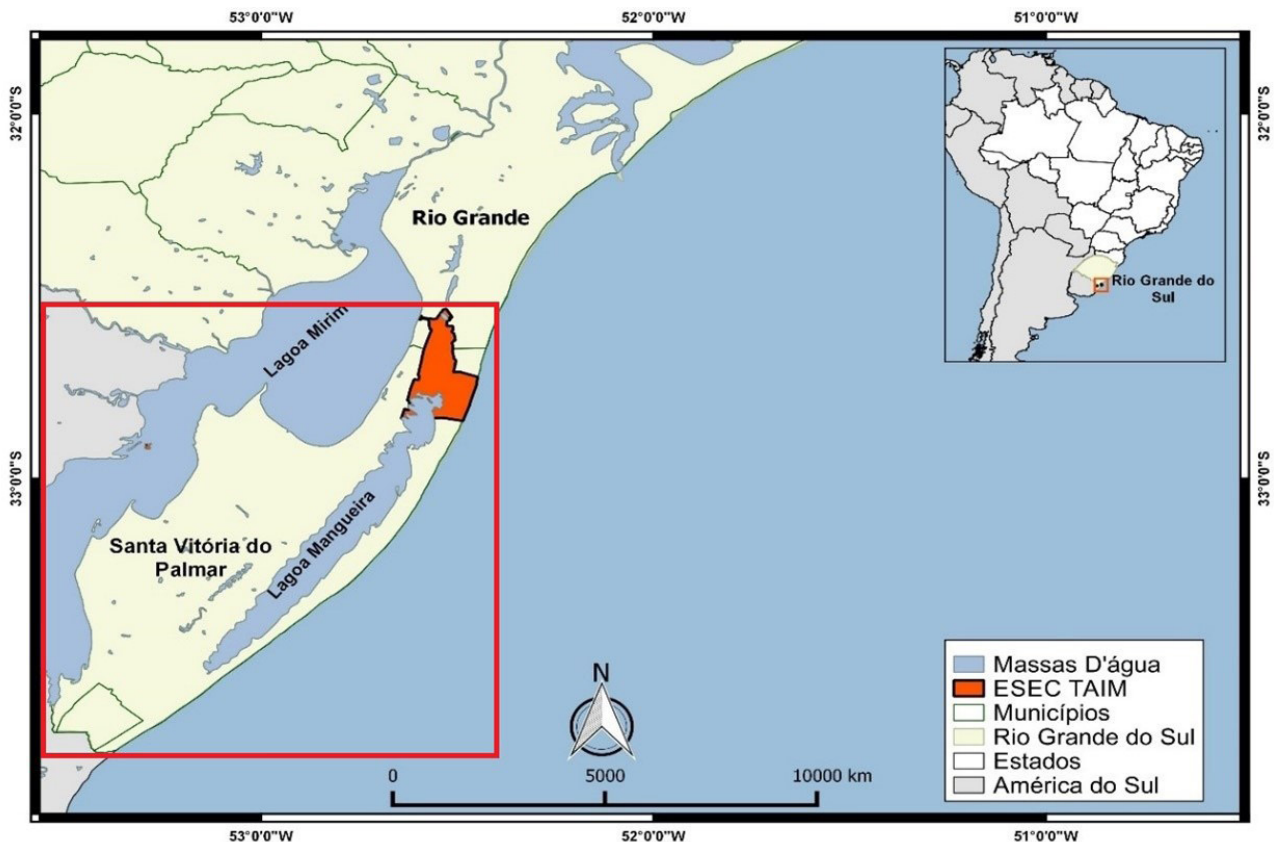 53°0'0"W
52°0'0"W
51°0'0"W
32°0'0"S
32°0'0"S
Rio Grande
Rio Grande do
Sul
Lagoa Mirim
33°0'0"S
33°0'0"S
Lagoa Mangueira
Santa Vitória do
Palmar
N
0
5000
10000 km
Massas D'água
ESEC TAIM
Municípios
Rio Grande do Sul
Estados
América do Sul
53°0'0"W
52°0'0"W
51°0'0"W